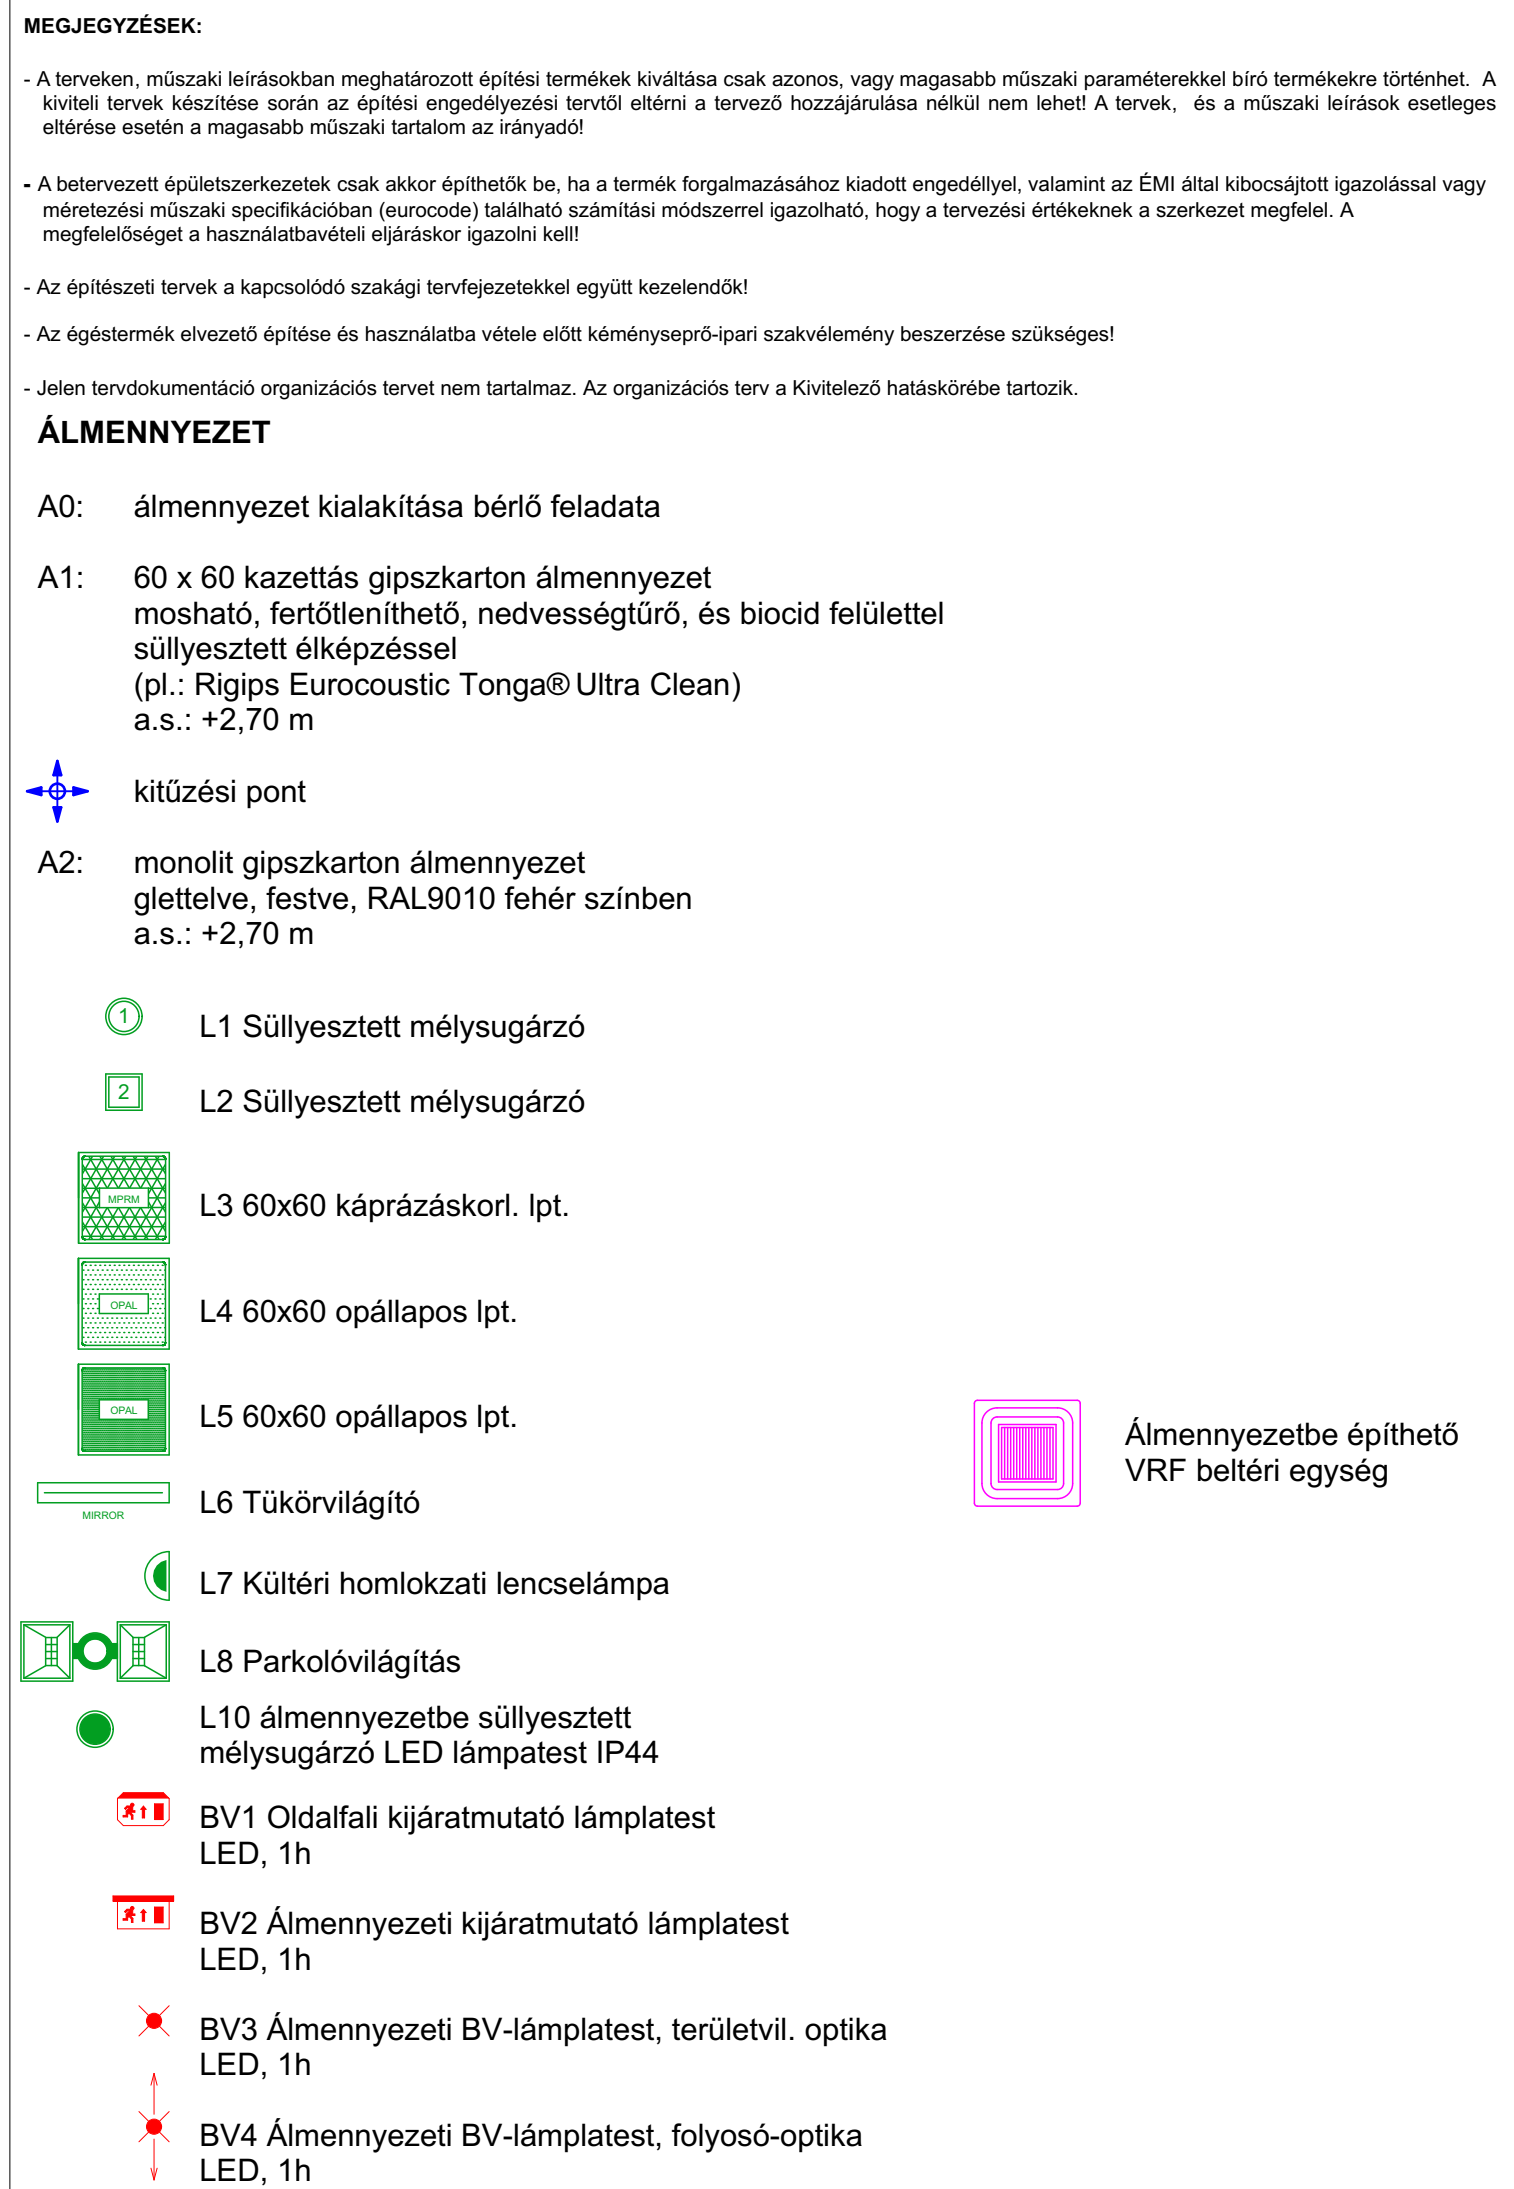 MEGJEGYZÉSEK:
- A terveken, műszaki leírásokban meghatározott építési termékek kiváltása csak azonos, vagy magasabb műszaki paraméterekkel bíró termékekre történhet. A
kiviteli tervek készítése során az építési engedélyezési tervtől eltérni a tervező hozzájárulása nélkül nem lehet! A tervek, és a műszaki leírások esetleges
eltérése esetén a magasabb műszaki tartalom az irányadó!
- A betervezett épületszerkezetek csak akkor építhetők be, ha a termék forgalmazásához kiadott engedéllyel, valamint az ÉMI által kibocsájtott igazolással vagy
méretezési műszaki specifikációban (eurocode) található számítási módszerrel igazolható, hogy a tervezési értékeknek a szerkezet megfelel. A
megfelelőséget a használatbavételi eljáráskor igazolni kell!
- Az építészeti tervek a kapcsolódó szakági tervfejezetekkel együtt kezelendők!
- Az égéstermék elvezető építése és használatba vétele előtt kéményseprő-ipari szakvélemény beszerzése szükséges!
- Jelen tervdokumentáció organizációs tervet nem tartalmaz. Az organizációs terv a Kivitelező hatáskörébe tartozik.
ÁLMENNYEZET
A0: álmennyezet kialakítása bérlő feladata
A1: 60 x 60 kazettás gipszkarton álmennyezet
mosható, fertőtleníthető, nedvességtűrő, és biocid felülettel
süllyesztett élképzéssel
(pl.: Rigips Eurocoustic Tonga® Ultra Clean)
a.s.: +2,70 m
kitűzési pont
A2: monolit gipszkarton álmennyezet
glettelve, festve, RAL9010 fehér színben
a.s.: +2,70 m
1 L1 Süllyesztett mélysugárzó
2 L2 Süllyesztett mélysugárzó
MPRM L3 60x60 káprázáskorl. lpt.
OPAL L4 60x60 opállapos lpt.
OPAL L5 60x60 opállapos lpt.
Álmennyezetbe építhető
VRF beltéri egység
L6 Tükörvilágító
MIRROR
L7 Kültéri homlokzati lencselámpa
L8 Parkolóvilágítás
L10 álmennyezetbe süllyesztett
mélysugárzó LED lámpatest IP44
BV1 Oldalfali kijáratmutató lámplatest
LED, 1h
BV2 Álmennyezeti kijáratmutató lámplatest
LED, 1h
BV3 Álmennyezeti BV-lámplatest, területvil. optika
LED, 1h
BV4 Álmennyezeti BV-lámplatest, folyosó-optika
LED, 1h